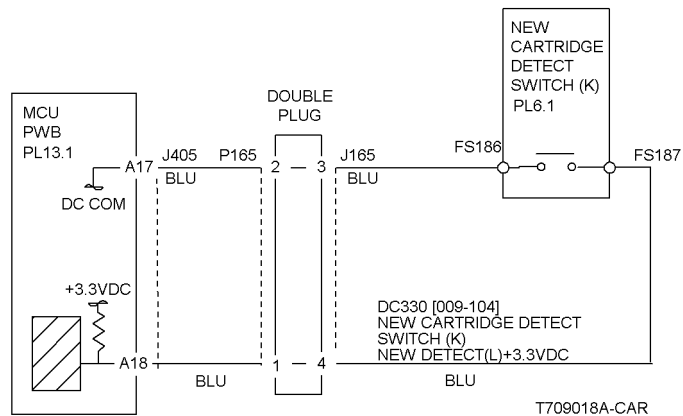 NEW
CARTRIDGE
DETECT
SWITCH (K)
PL6.1
DOUBLE
PLUG
MCU
PWB
PL13.1
A17
J405
P165
2
3
J165
FS186
FS187
BLU
BLU
DC COM
+3.3VDC
DC330 [009-104]
NEW CARTRIDGE DETECT
SWITCH (K)
NEW DETECT(L)+3.3VDC
A18
1
4
BLU
BLU
T709018A-CAR